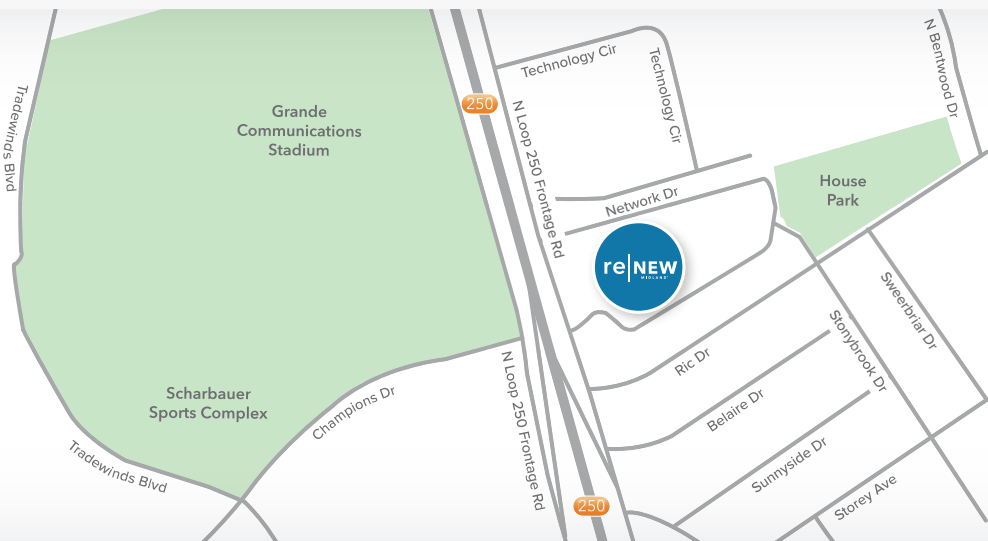 N Bentwood Dr
Technology Cir
Technology Cir
Tradewinds Blvd
250
N Loop 250 Frontage Rd
Grande
Communications
Stadium
House
Park
Network Dr
re|NEW
MIDLAND
Sweerbriar Dr
Stonybrook Dr
Ric Dr
N Loop 250 Frontage Rd
Scharbauer
Sports Complex
Champions Dr
Belaire Dr
Tradewinds Blvd
Sunnyside Dr
Storey Ave
250